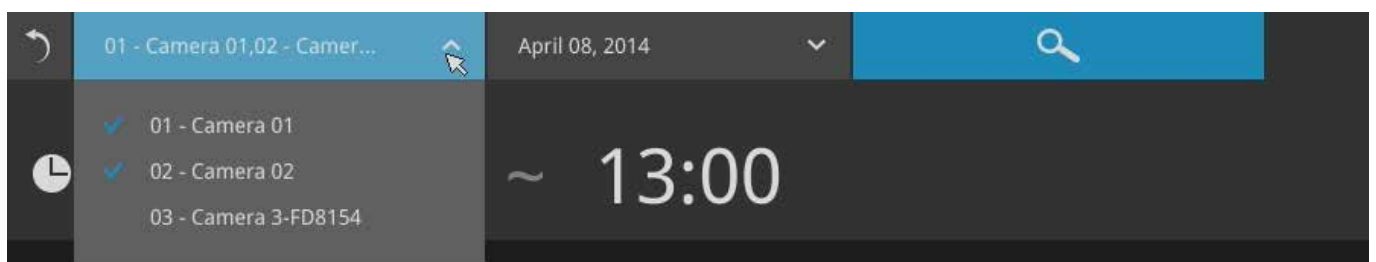 01 - Camera 01,02 - Camer...
April 08, 2014
01 - Camera 01
02 - Camera 02
~ 13:00
03 - Camera 3-FD8154